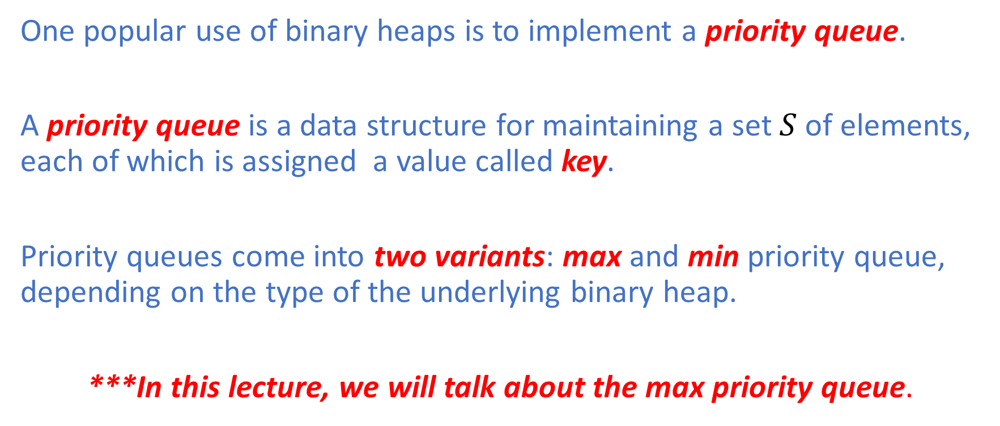 One popular use of binary heaps is to implement a priority queue.
A priority queue is a data structure for maintaining a set S of elements,
each of which is assigned  a value called key.
Priority queues come into two variants: max and min priority queue,
depending on the type of the underlying binary heap.
***In this lecture, we will talk about the max priority queue.